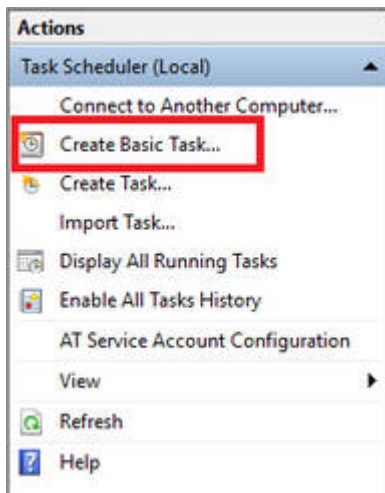 Actions
Task Scheduler (Local)
Connect to Another Computer...
Create Basic Task...
Create Task...
Import Task...
Display All Running Tasks
Enable All Tasks History
AT Service Account Configuration
View
Refresh
Help